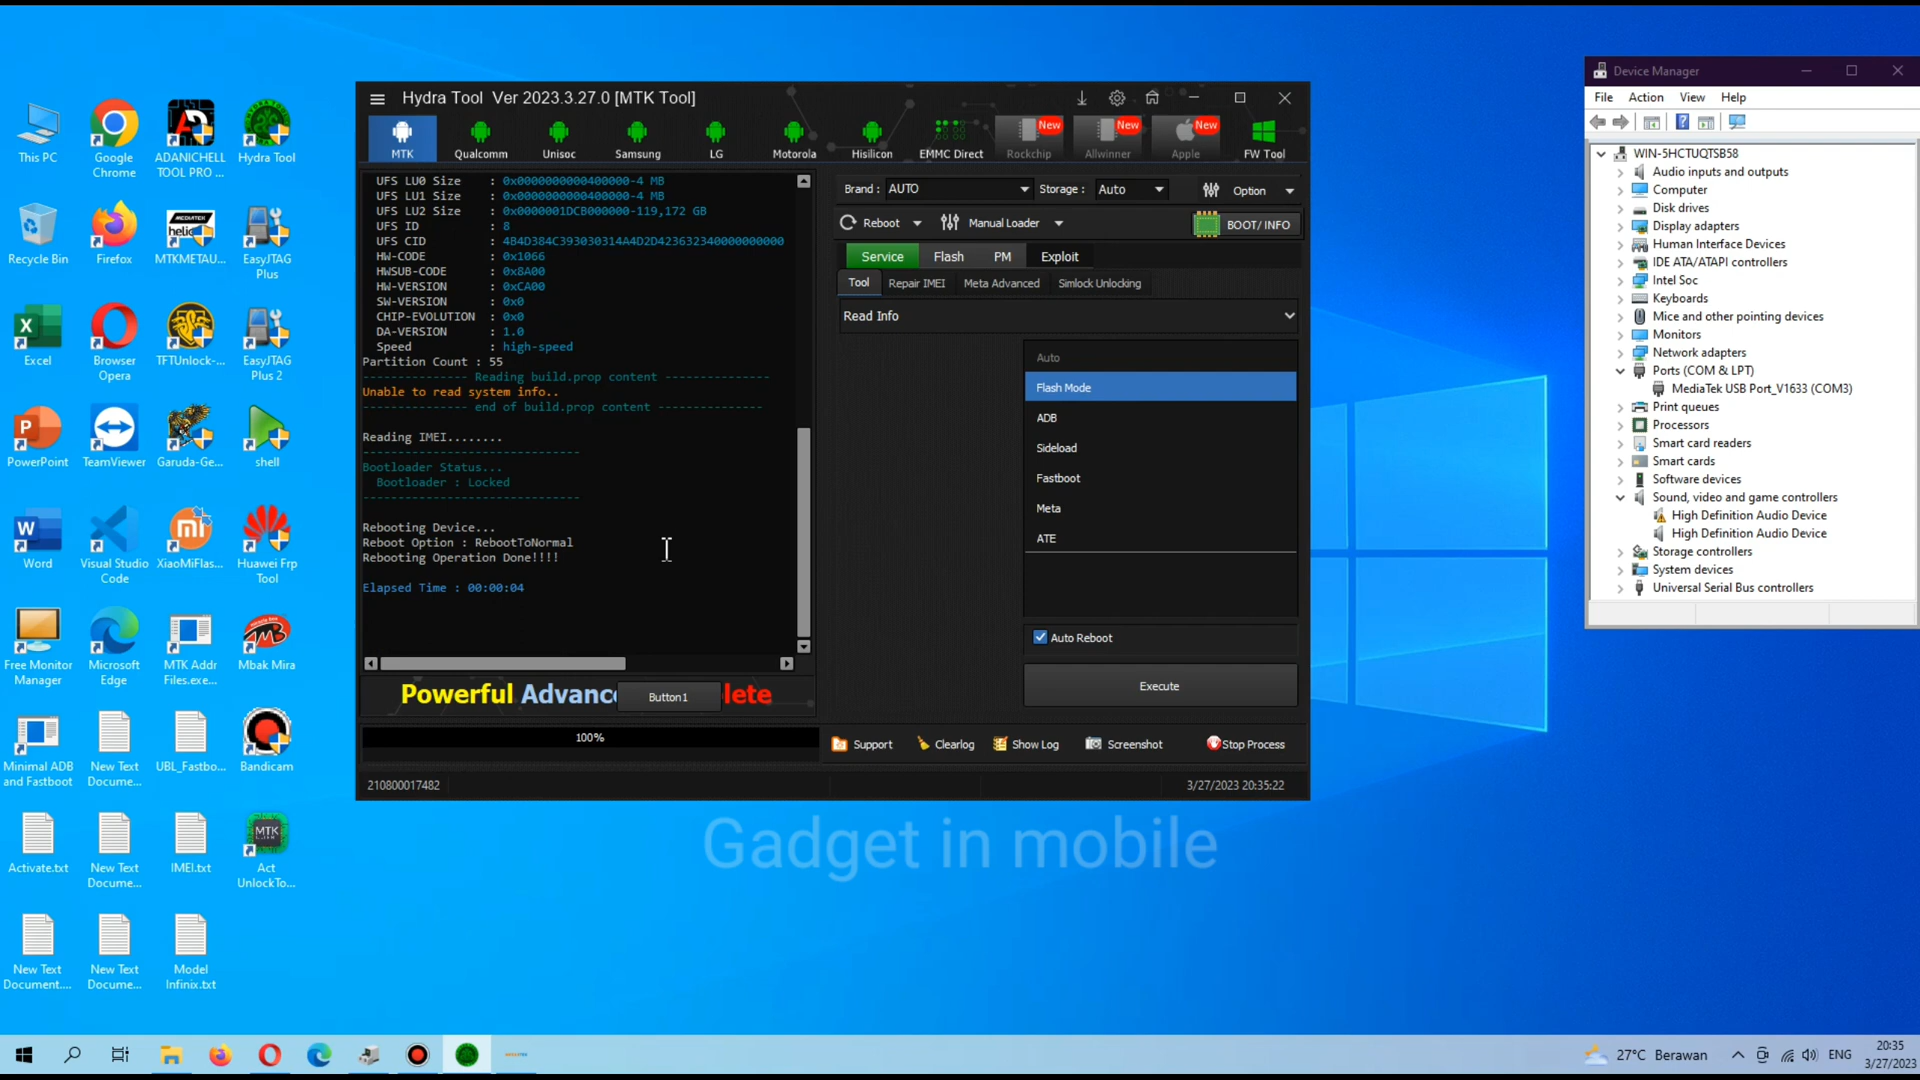 This PC
Google Chrome
ADANICHELL TOOL PRO ...
Hydra Tool
Recycle Bin
Firefox
MTKMETAU...
EasyJTAG Plus
Excel
Browser Opera
TFTUnlock-...
EasyJTAG Plus 2
PowerPoint
TeamViewer
Garuda-Ge...
shell
Word
Visual Studio Code
XiaoMiFlas...
Huawei Frp Tool
Free Monitor Manager
Microsoft Edge
MTK Addr Files.exe...
Mbak Mira
Minimal ADB and Fastboot
New Text Docume...
UBL_Fastbo...
Bandicam
Activate.txt
New Text Docume...
IMEI.txt
Act UnlockTo...
New Text Document....
New Text Docume...
Model Infinix.txt
Hydra Tool Ver 2023.3.27.0 [MTK Tool]
MTK
Qualcomm
Unisoc
Samsung
LG
Motorola
Hisilicon
EMMC Direct
New
Rockchip
New
Allwinner
New
Apple
FW Tool
UFS LU0 Size : 0x0000000000400000-4 MB
UFS LU1 Size : 0x0000000000400000-4 MB
UFS LU2 Size : 0x0000001DCB000000-119,172 GB
UFS ID : 8
UFS CID : 4B4D384C393030314A4D2D423632340000000000
HW-CODE : 0x1066
HWSUB-CODE : 0x8A00
HW-VERSION : 0xCA00
SW-VERSION : 0x0
CHIP-EVOLUTION : 0x0
DA-VERSION : 1.0
Speed : high-speed
Partition Count : 55
--------------- Reading build.prop content ---------------
Unable to read system info..
--------------- end of build.prop content ---------------
Reading IMEI........
-------------------------------
Bootloader Status...
Bootloader : Locked
-------------------------------
Rebooting Device...
Reboot Option : RebootToNormal
Rebooting Operation Done!!!!
Elapsed Time : 00:00:04
Powerful Advance
Button1
lete
100%
210800017482
Brand : AUTO
Storage : Auto
Option
Reboot
Manual Loader
BOOT/ INFO
Service
Flash
PM
Exploit
Tool
Repair IMEI
Meta Advanced
Simlock Unlocking
Read Info
Auto
Flash Mode
ADB
Sideload
Fastboot
Meta
ATE
Auto Reboot
Execute
Support
Clearlog
Show Log
Screenshot
Stop Process
3/27/2023 20:35:22
Gadget in mobile
Device Manager
File Action View Help
WIN-5HCTUQTSB58
Audio inputs and outputs
Computer
Disk drives
Display adapters
Human Interface Devices
IDE ATA/ATAPI controllers
Intel Soc
Keyboards
Mice and other pointing devices
Monitors
Network adapters
Ports (COM & LPT)
MediaTek USB Port_V1633 (COM3)
Print queues
Processors
Smart card readers
Smart cards
Software devices
Sound, video and game controllers
High Definition Audio Device
High Definition Audio Device
Storage controllers
System devices
Universal Serial Bus controllers
27°C Berawan
ENG
20:35
3/27/2023